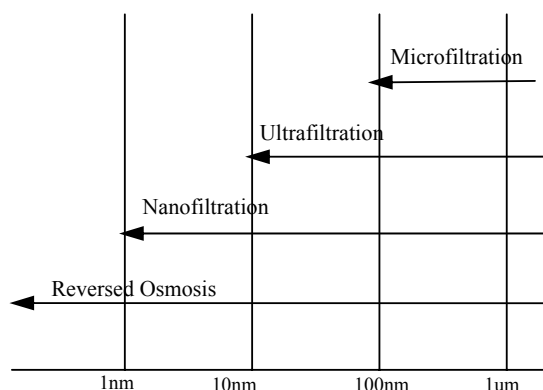 Microfiltration
Ultrafiltration
Nanofiltration
Reversed Osmosis
1nm 10nm 100nm 1um